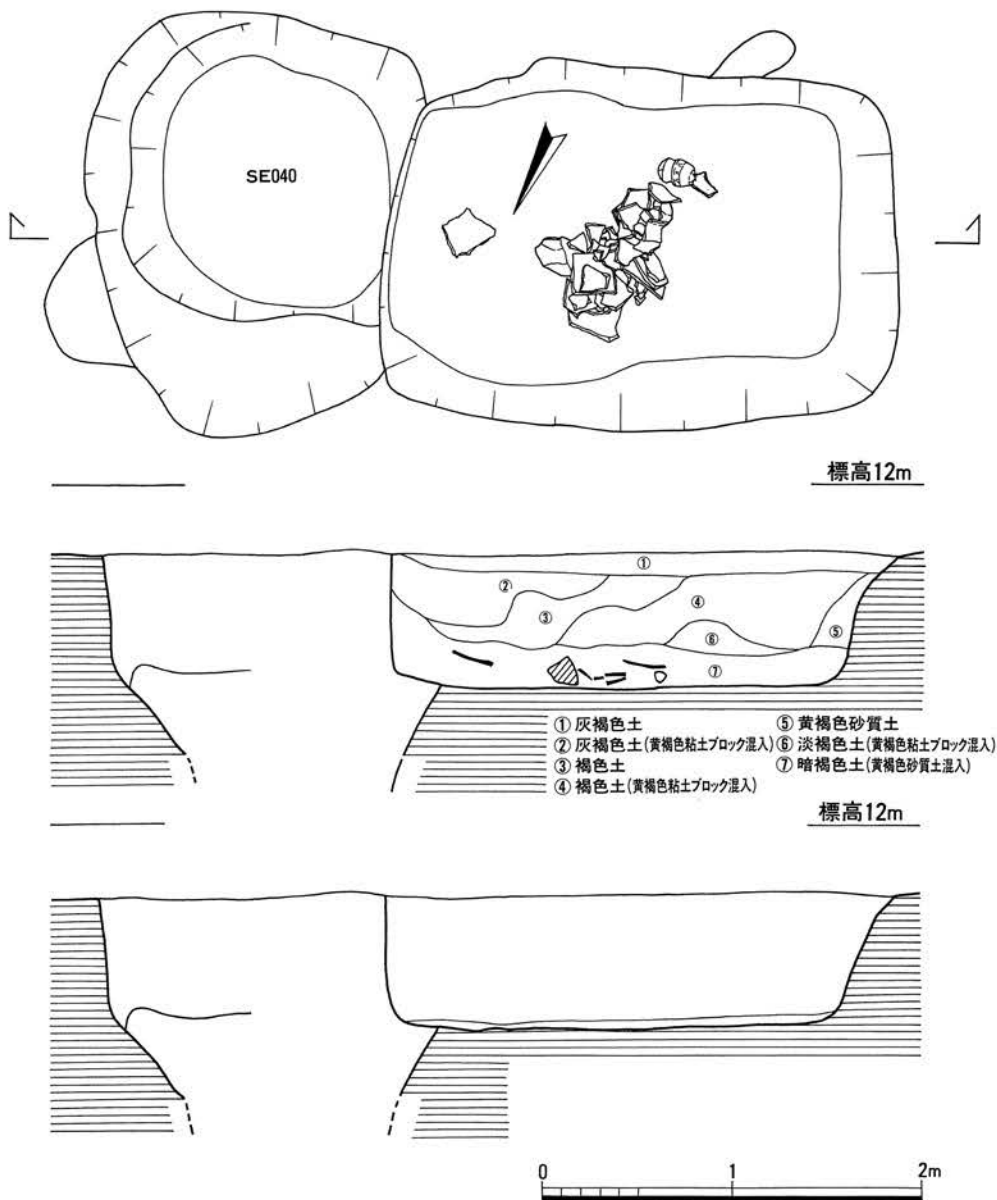 SE040
標高12m
①
②
④
③
⑥
⑤
⑦
①灰褐色土
②灰褐色土(黄褐色粘土ブロック混入)
③褐色土
④褐色土(黄褐色粘土ブロック混入)
⑤黄褐色砂質土
⑥淡褐色土(黄褐色粘土ブロック混入)
⑦暗褐色土(黄褐色砂質土混入)
標高12m
0 1 2m